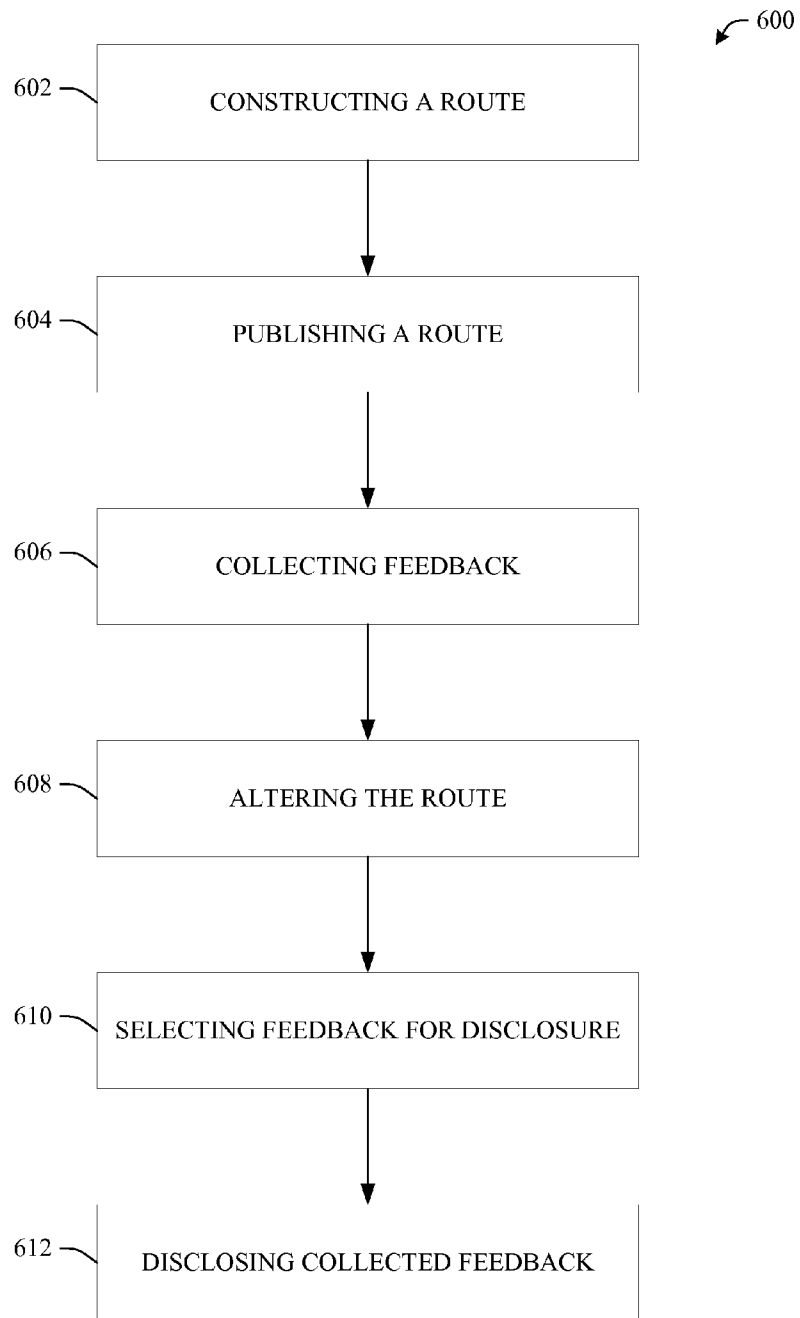 600
602
CONSTRUCTING A ROUTE
604
PUBLISHING A ROUTE
606
COLLECTING FEEDBACK
608
ALTERING THE ROUTE
610
SELECTING FEEDBACK FOR DISCLOSURE
612
DISCLOSING COLLECTED FEEDBACK